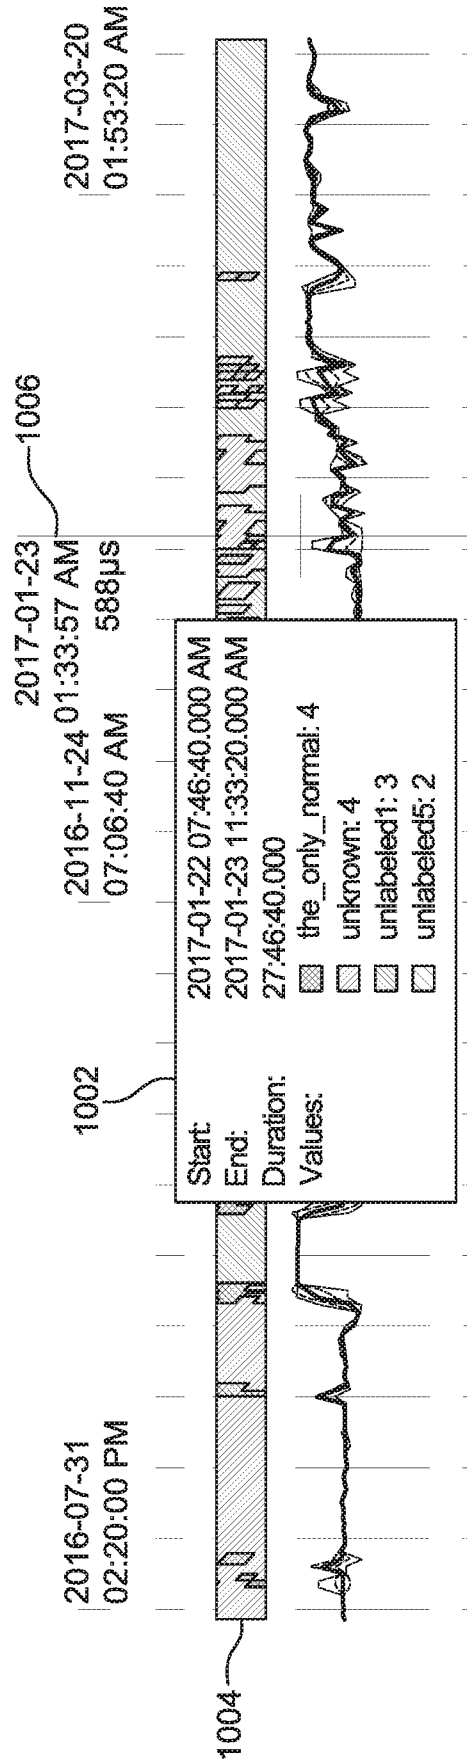 2016-07-31
02:20:00 PM
2016-11-24
07:06:40 AM
2017-01-23
01:33:57 AM
588µs
2017-03-20
01:53:20 AM
1006
1002
Start: 2017-01-22 07:46:40.000 AM
End: 2017-01-23 11:33:20.000 AM
Duration: 27:46:40.000
Values: the_only_normal: 4
unknown: 4
unlabeled1: 3
unlabeled5: 2
1004